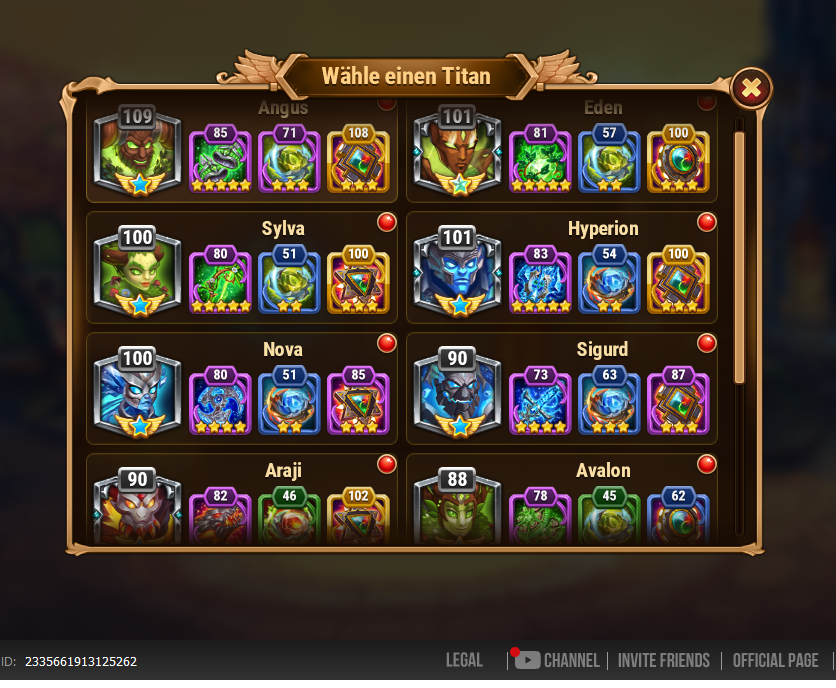 Wähle einen Titan
Angus
109 85 71 108
Eden
101 81 57 100
Sylva
100 80 51 100
Hyperion
101 83 54 100
Nova
100 80 51 85
Sigurd
90 73 63 87
Araji
90 82 46 102
Avalon
88 78 45 62
ID: 2335661913125262
LEGAL | CHANNEL | INVITE FRIENDS | OFFICIAL PAGE |